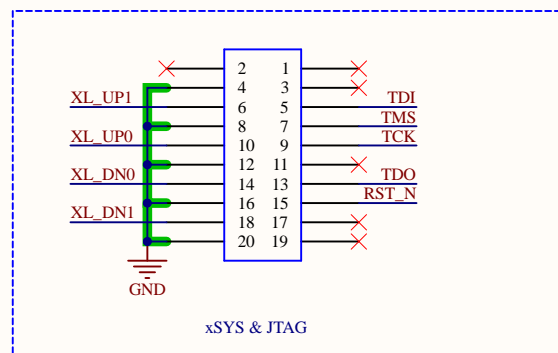 2 1
4 3
XL_UP1 6 5 TDI
8 7 TMS
XL_UP0 10 9 TCK
12 11
XL_DN0 14 13 TDO
16 15 RST_N
XL_DN1 18 17
20 19
GND
xSYS & JTAG